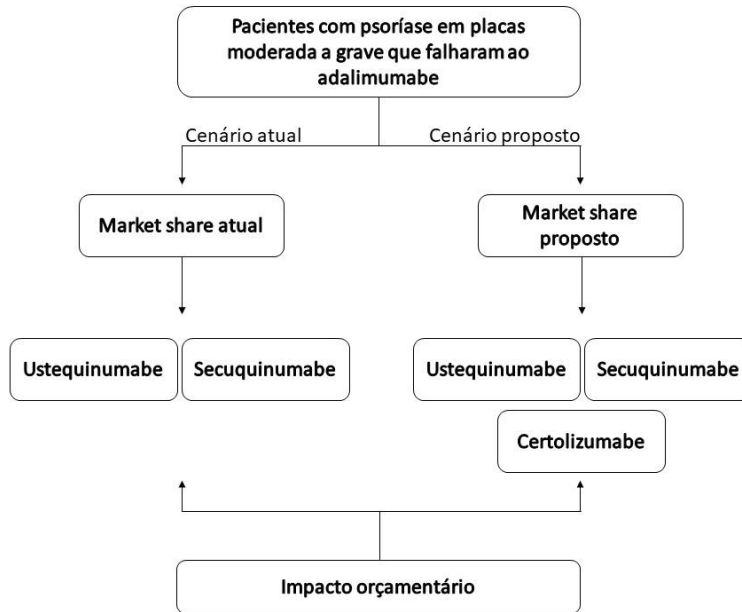 Pacientes com psoríase em placas
moderada a grave que falharam ao
adalimumabe
Cenário atual
Cenário proposto
Market share atual
Market share
proposto
Ustequinumabe
Secuquinumabe
Ustequinumabe
Secuquinumabe
Certolizumabe
Impacto orçamentário